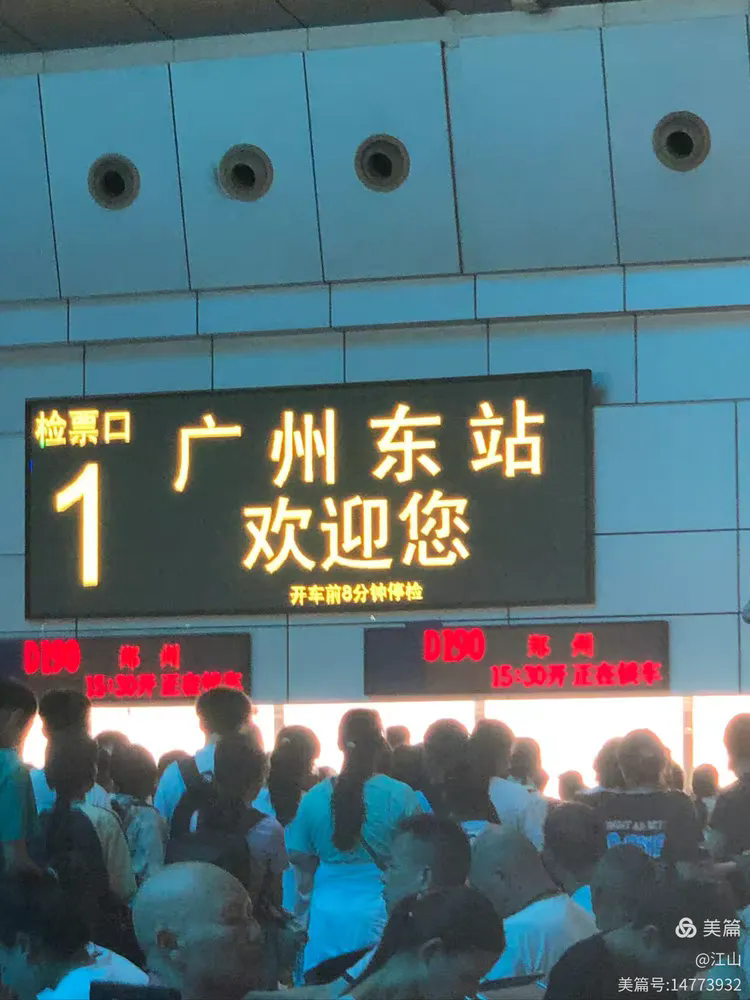 检票口
1
广州东站
欢迎您
开车前8分钟停检
D190 郑州
15:30开 正在候车
D190 郑州
15:30开 正在候车
美篇
@江山
美篇号:14773932